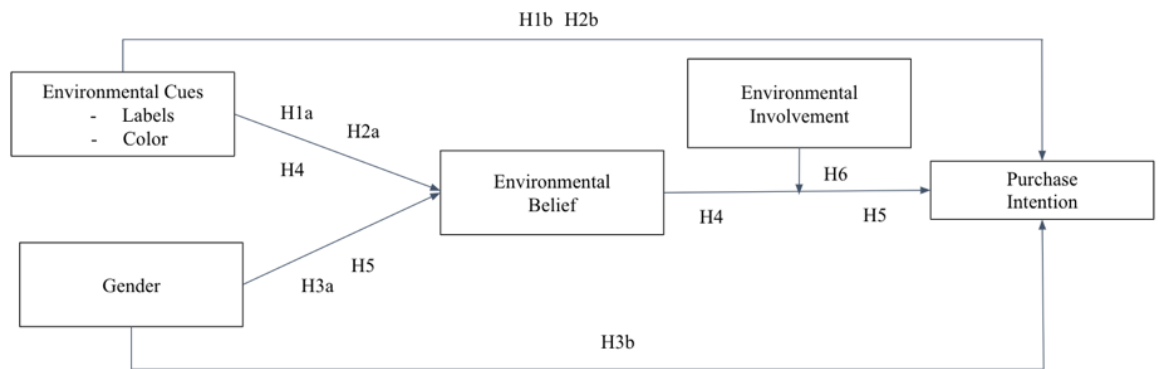 H1b H2b
Environmental Cues
- Labels
- Color
H1a
H2a
H4
Environmental
Involvement
Environmental
Belief
H6
H4
H5
Purchase
Intention
Gender
H5
H3a
H3b